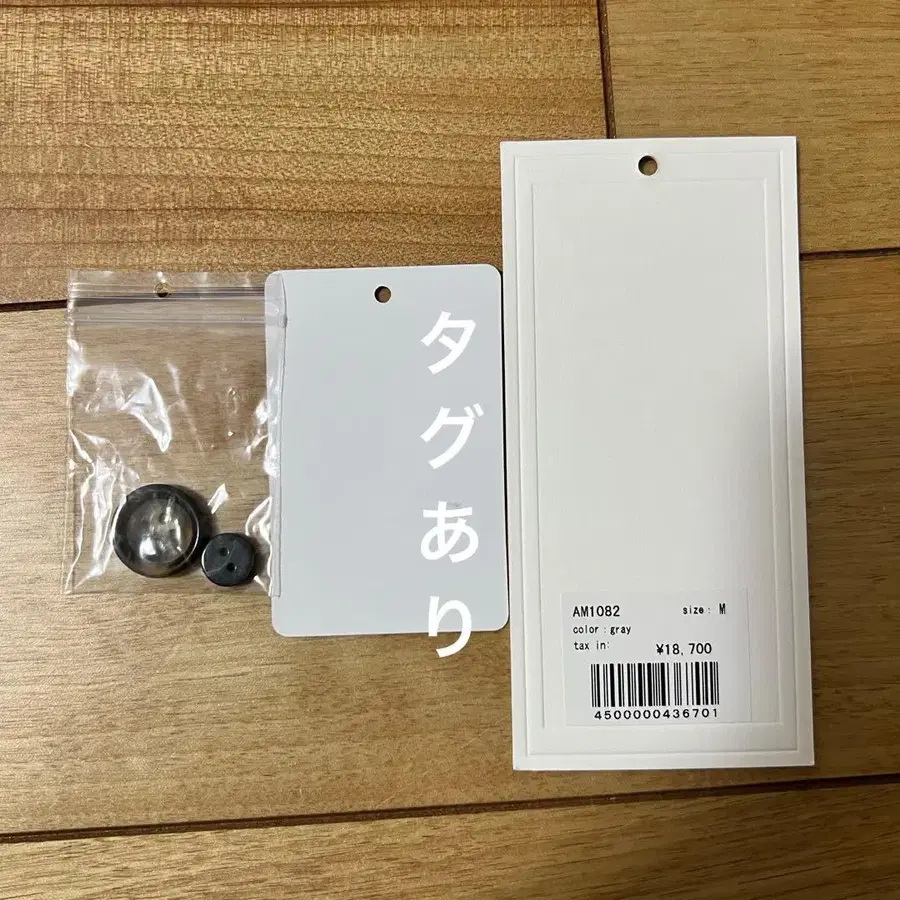 タグあり
AM1082 size: M
color:gray
tax in: ¥18,700
4500000436701